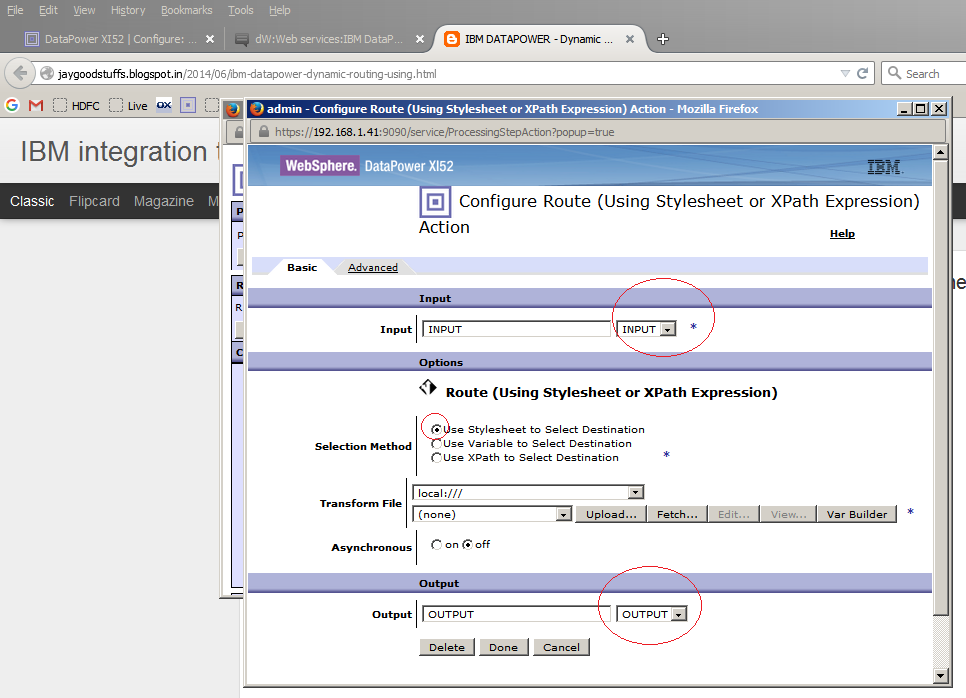 File Edit View History Bookmarks Tools Help
DataPower XI52 | Configure: ... × dW:Web services:IBM DataP... × IBM DATAPOWER - Dynamic ... ×
jaygoodstuffs.blogspot.in/2014/06/ibm-datapower-dynamic-routing-using.html Search
HDFC Live
IBM integration
Classic Flipcard Magazine M
admin - Configure Route (Using Stylesheet or XPath Expression) Action - Mozilla Firefox
https://192.168.1.41:9090/service/ProcessingStepAction?popup=true
WebSphere. DataPower XI52 IBM.
Configure Route (Using Stylesheet or XPath Expression)
Action
Help
Basic Advanced
Input
Input INPUT INPUT *
Options
Route (Using Stylesheet or XPath Expression)
Selection Method
Use Stylesheet to Select Destination
Use Variable to Select Destination
Use XPath to Select Destination *
Transform File
local:///
(none) Upload... Fetch... Edit... View... Var Builder *
Asynchronous on off
Output
Output OUTPUT OUTPUT
Delete Done Cancel